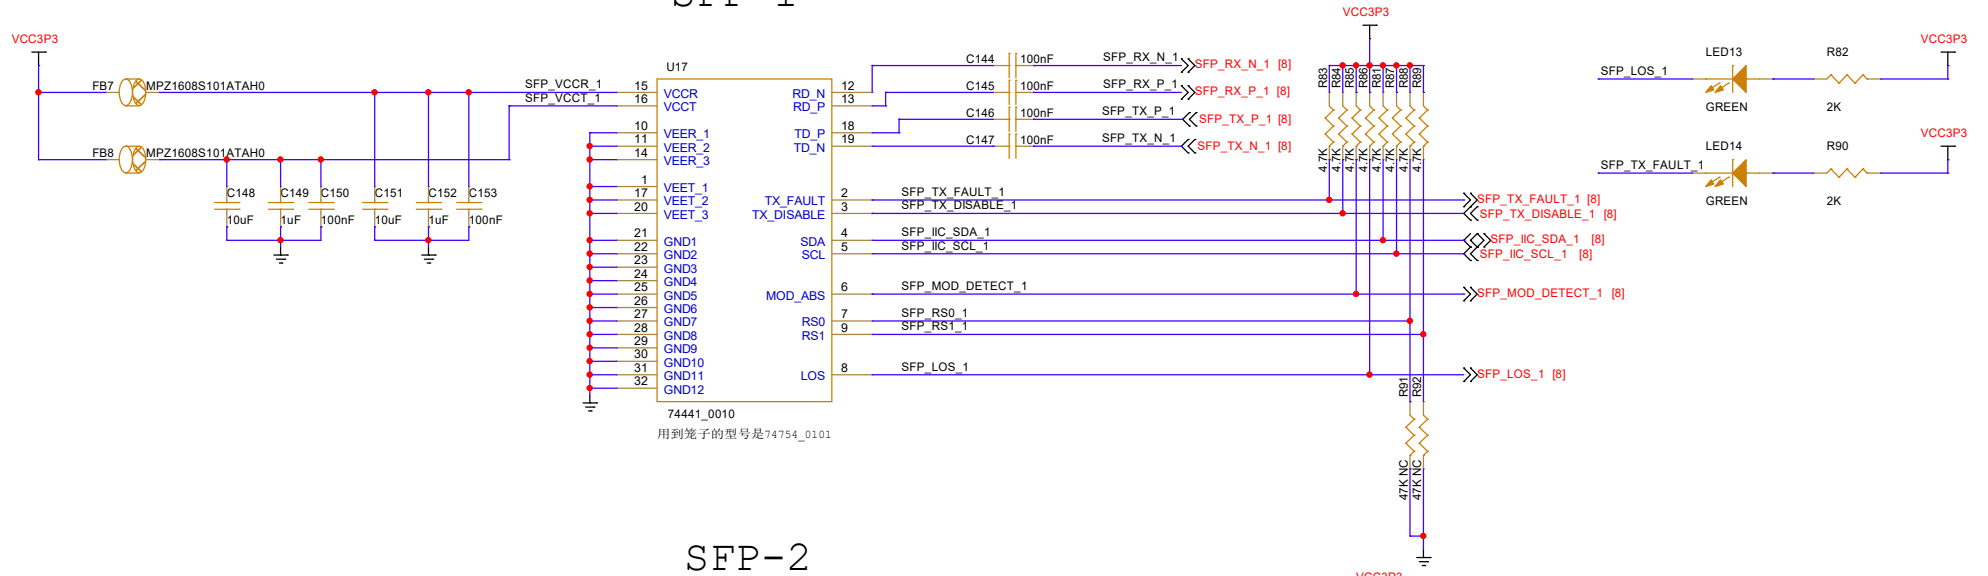 SFP-1
VCC3P3
FB7 MPZ1608S101ATAH0
FB8 MPZ1608S101ATAH0
C148
10uF
C149
1uF
C150
100nF
C151
10uF
C152
1uF
C153
100nF
SFP_VCCR_1
SFP_VCCT_1
U17
15 VCCR
16 VCCT
10 VEER_1
11 VEER_2
14 VEER_3
1 VEET_1
17 VEET_2
20 VEET_3
21 GND1
22 GND2
23 GND3
24 GND4
25 GND5
26 GND6
27 GND7
28 GND8
29 GND9
30 GND10
31 GND11
32 GND12
RD_N 12
RD_P 13
TD_P 18
TD_N 19
TX_FAULT 2
TX_DISABLE 3
SDA 4
SCL 5
MOD_ABS 6
RS0 7
RS1 9
LOS 8
74441_0010
用到笼子的型号是74754_0101
C144 100nF SFP_RX_N_1 SFP_RX_N_1 [8]
C145 100nF SFP_RX_P_1 SFP_RX_P_1 [8]
C146 100nF SFP_TX_P_1 SFP_TX_P_1 [8]
C147 100nF SFP_TX_N_1 SFP_TX_N_1 [8]
SFP_TX_FAULT_1 SFP_TX_FAULT_1 [8]
SFP_TX_DISABLE_1 SFP_TX_DISABLE_1 [8]
SFP_IIC_SDA_1 SFP_IIC_SDA_1 [8]
SFP_IIC_SCL_1 SFP_IIC_SCL_1 [8]
SFP_MOD_DETECT_1 SFP_MOD_DETECT_1 [8]
SFP_RS0_1
SFP_RS1_1
SFP_LOS_1 SFP_LOS_1 [8]
VCC3P3
R83
R84
R85
R86
R81
R87
R88
R89
4.7K
4.7K
4.7K
4.7K
4.7K
4.7K
4.7K
4.7K
R91
R92
47K NC
47K NC
VCC3P3
LED13 R82
SFP_LOS_1
GREEN 2K
VCC3P3
LED14 R90
SFP_TX_FAULT_1
GREEN 2K
SFP-2
VCC3P3